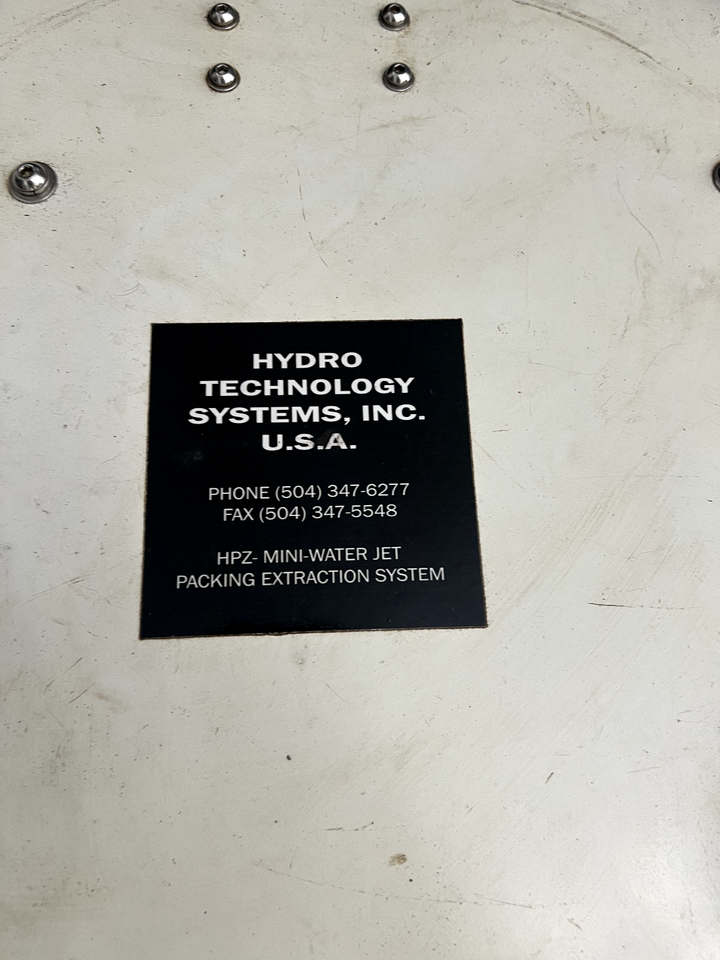 HYDRO
TECHNOLOGY
SYSTEMS, INC.
U.S.A.
PHONE (504) 347-6277
FAX (504) 347-5548
HPZ- MINI-WATER JET
PACKING EXTRACTION SYSTEM